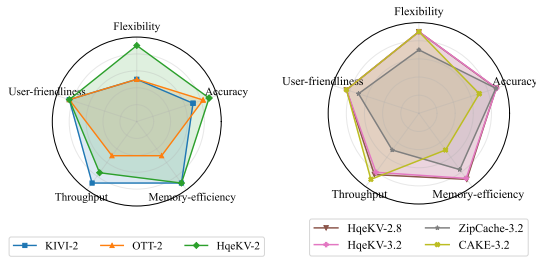 Flexibility
User-friendliness
Accuracy
Throughput
Memory-efficiency
KIVI-2
OTT-2
HqeKV-2
Flexibility
User-friendliness
Accuracy
Throughput
Memory-efficiency
HqeKV-2.8
ZipCache-3.2
HqeKV-3.2
CAKE-3.2